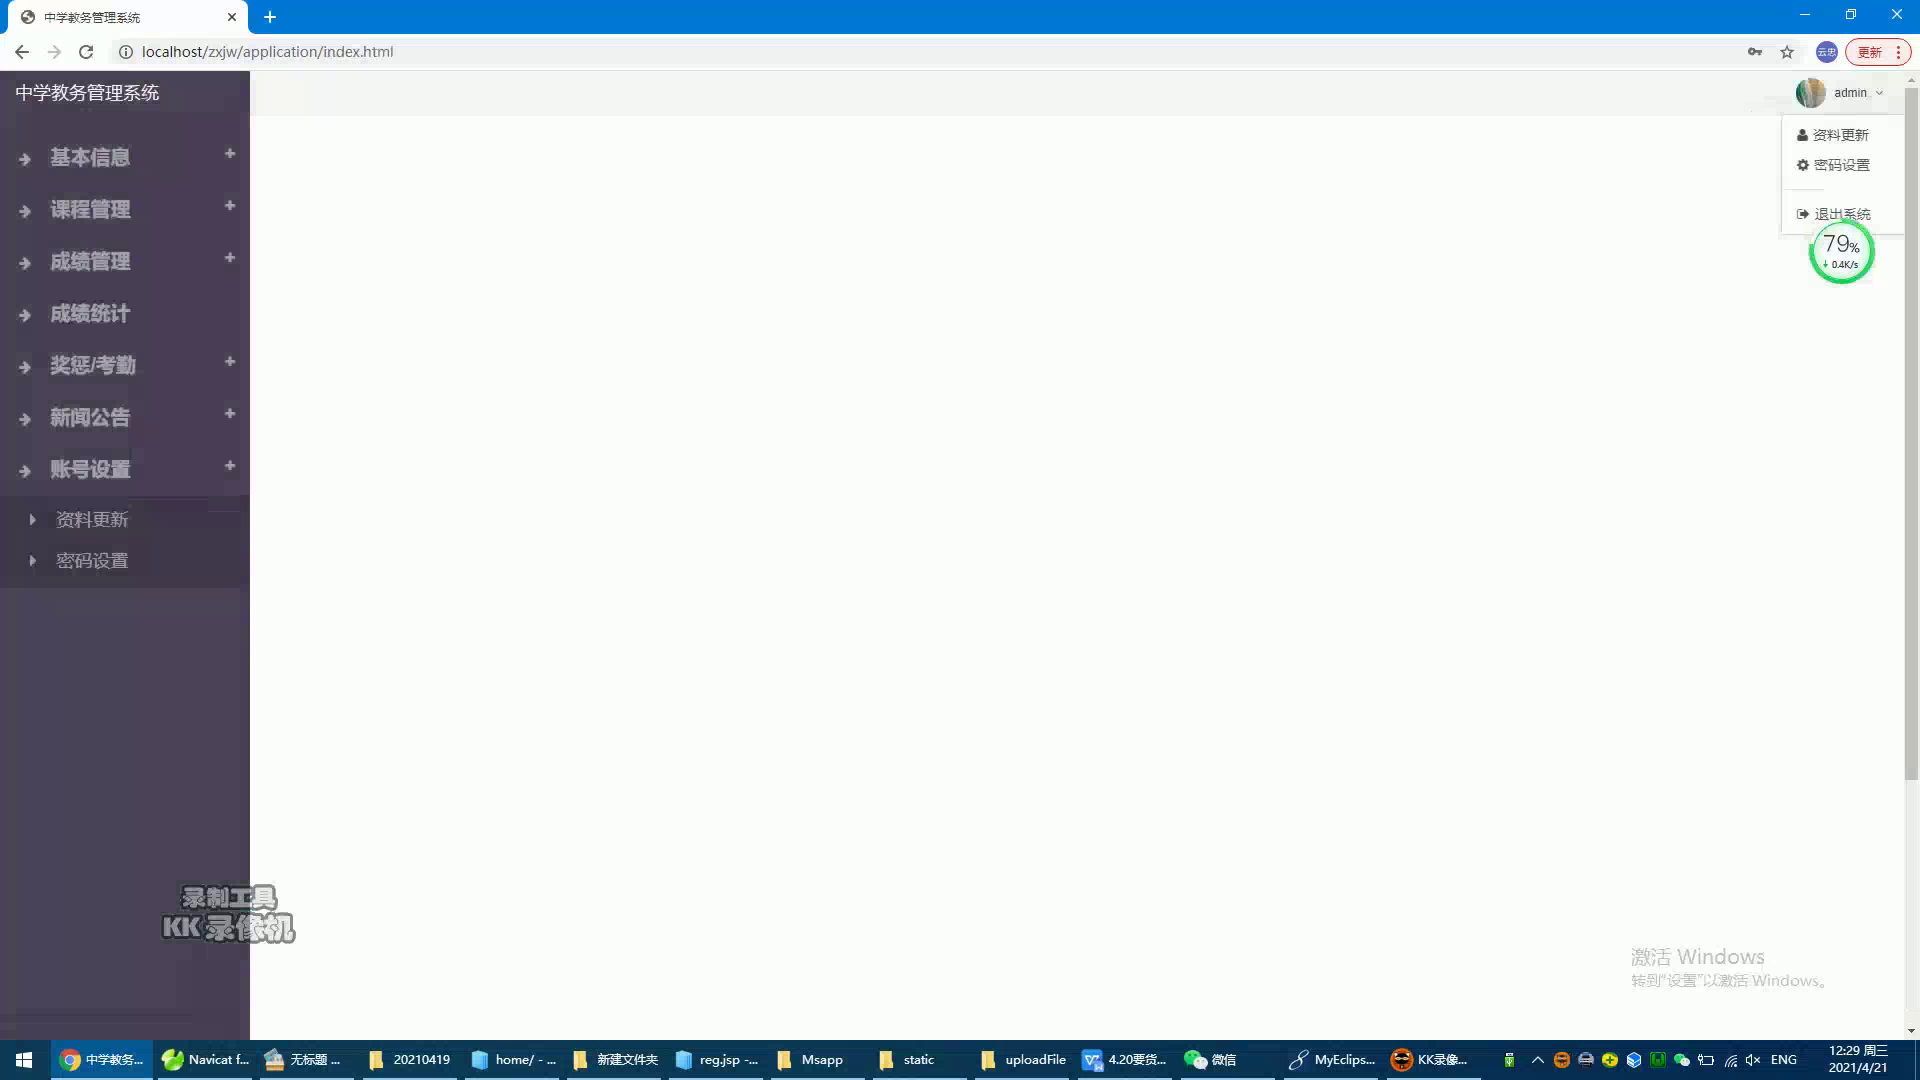 中学教务管理系统
localhost/zxjw/application/index.html
云忠
更新
中学教务管理系统
admin
资料更新
密码设置
退出系统
79%
0.4K/s
基本信息
课程管理
成绩管理
成绩统计
奖惩/考勤
新闻公告
账号设置
资料更新
密码设置
录制工具
KK 录像机
激活 Windows
转到"设置"以激活 Windows。
中学教务...
Navicat f...
无标题 ...
20210419
home/ - ...
新建文件夹
reg.jsp -...
Msapp
static
uploadFile
4.20要货...
微信
MyEclips...
KK录像...
ENG
12:29 周三
2021/4/21